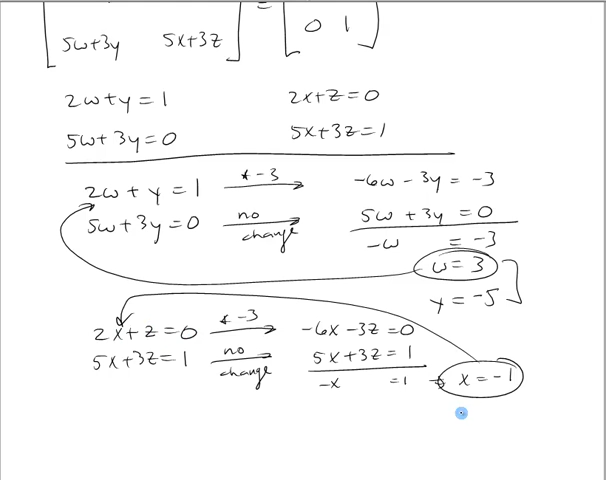 =
5w+3y 5x+3z 0 1
2w+y=1 2x+z=0
5w+3y=0 5x+3z=1
2w+y=1 *-3 -6w-3y=-3
5w+3y=0 no change 5w+3y=0
-w =-3
w=3
y=-5
2x+z=0 *-3 -6x-3z=0
5x+3z=1 no change 5x+3z=1
-x =1 → x=-1